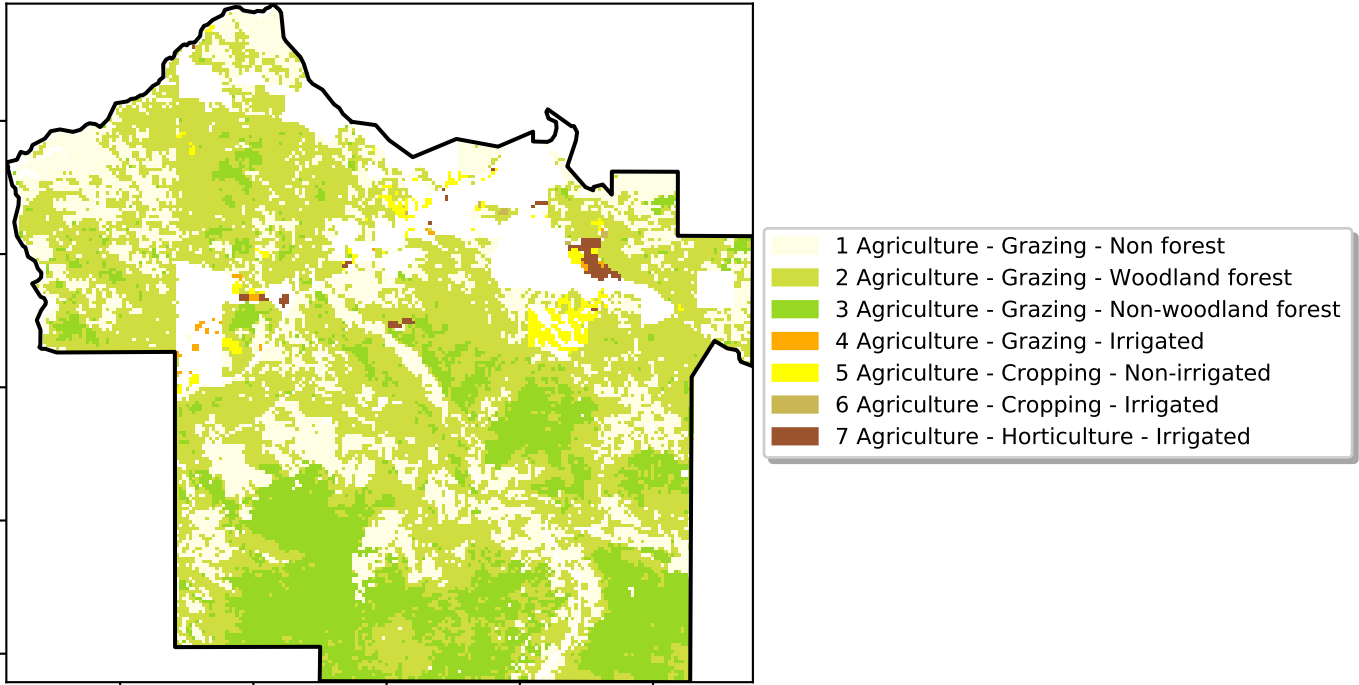 1 Agriculture - Grazing - Non forest
2 Agriculture - Grazing - Woodland forest
3 Agriculture - Grazing - Non-woodland forest
4 Agriculture - Grazing - Irrigated
5 Agriculture - Cropping - Non-irrigated
6 Agriculture - Cropping - Irrigated
7 Agriculture - Horticulture - Irrigated